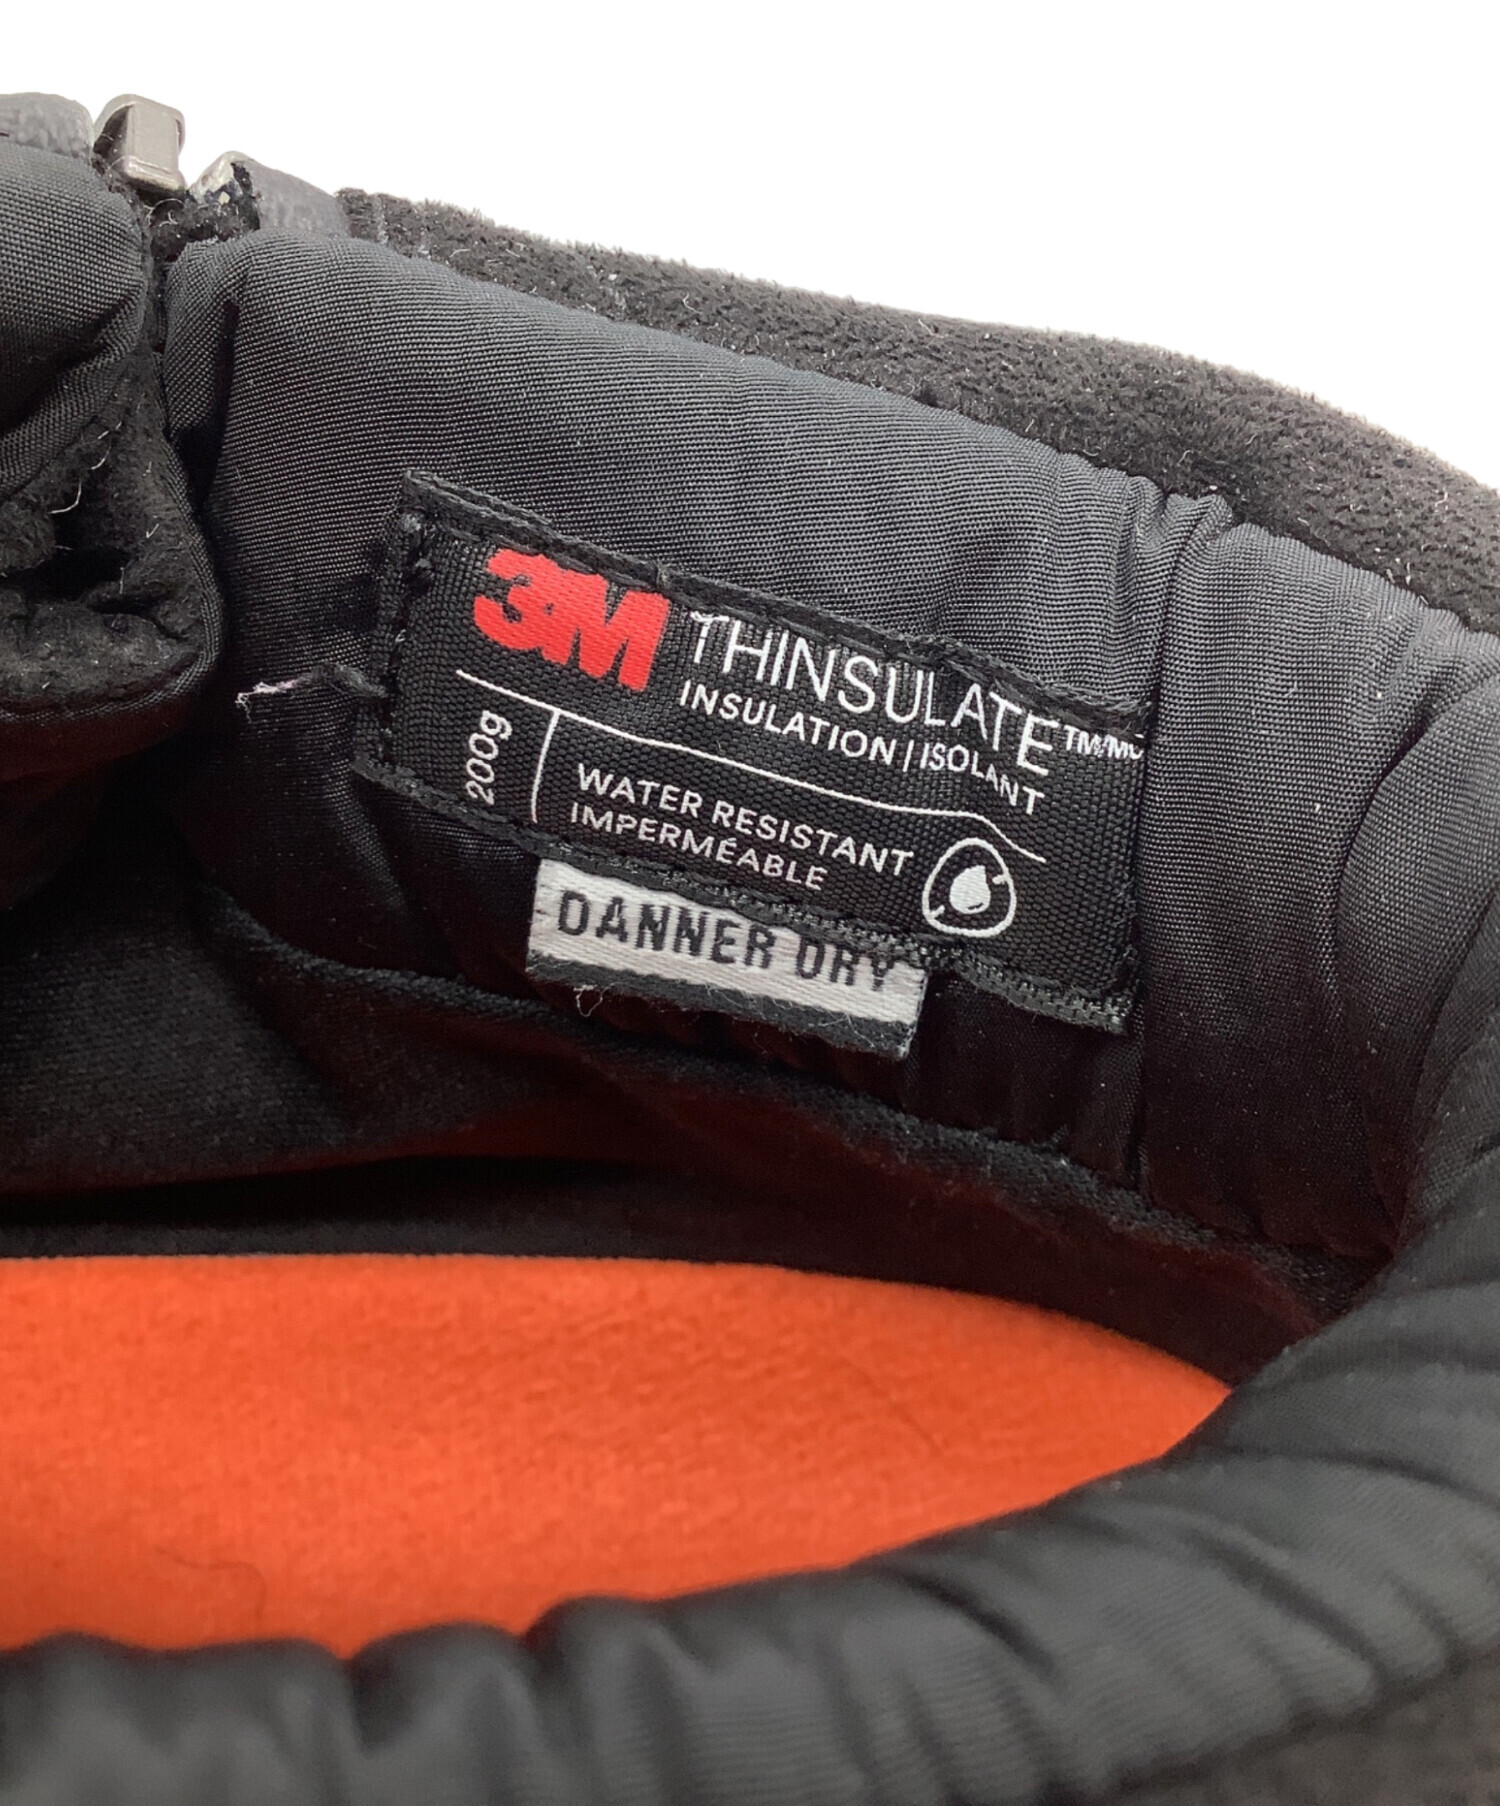 3M THINSULATE™/MC
INSULATION | ISOLANT
200g
WATER RESISTANT
IMPERMÉABLE
DANNER DRY